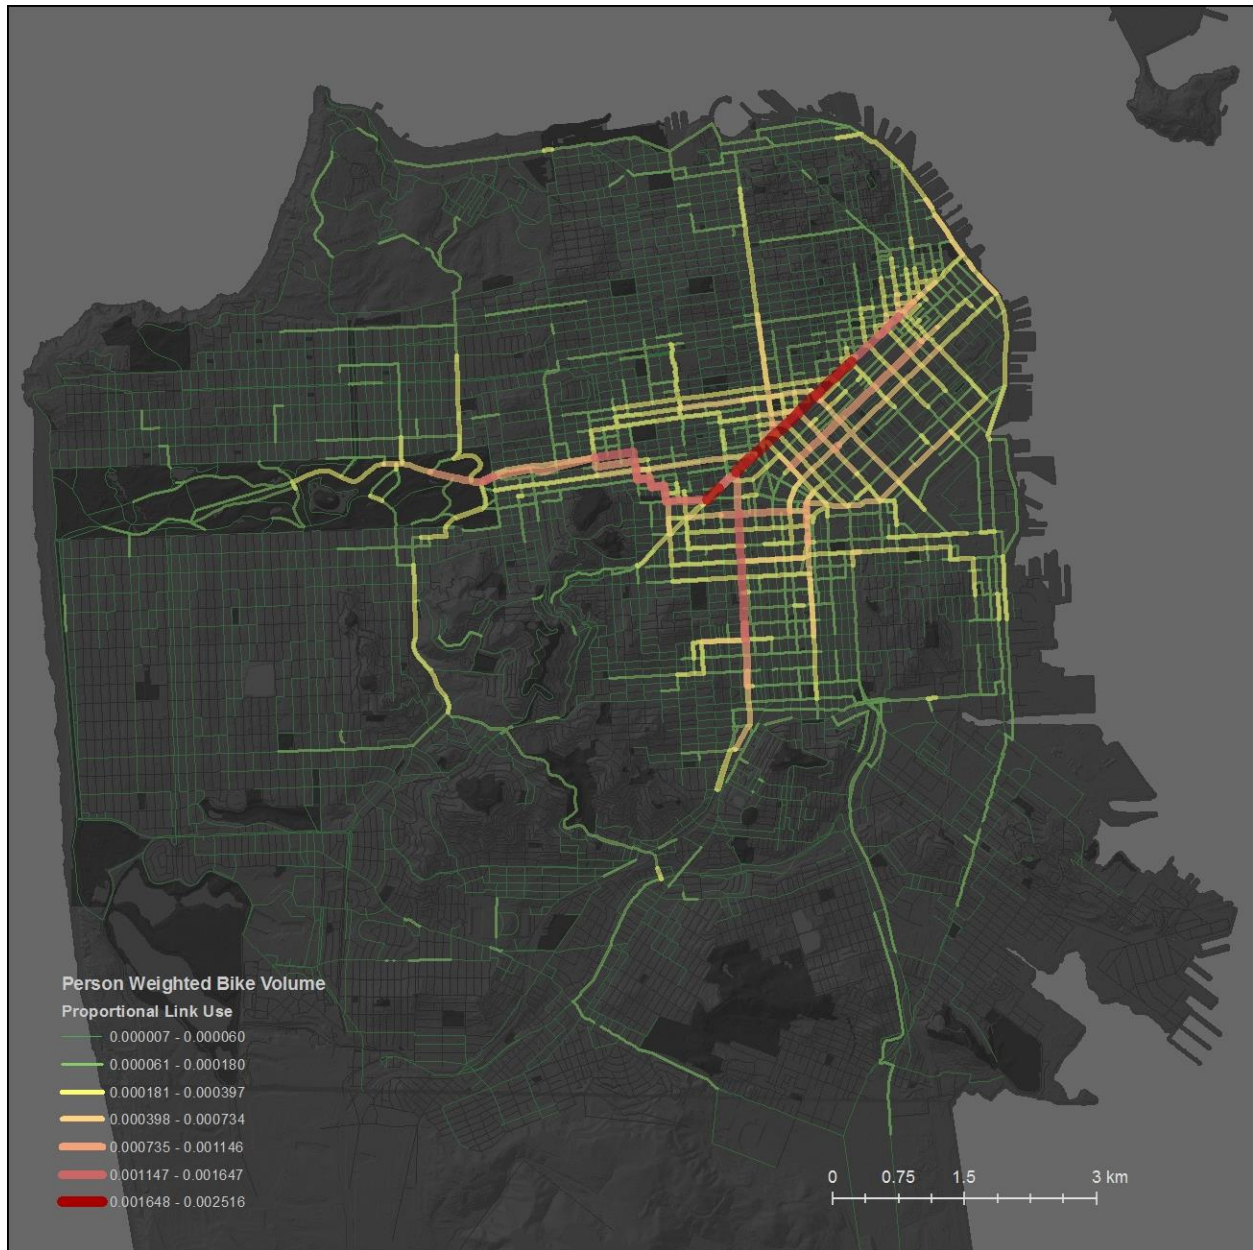 Person Weighted Bike Volume
Proportional Link Use
0.000007 - 0.000060
0.000061 - 0.000180
0.000181 - 0.000397
0.000398 - 0.000734
0.000735 - 0.001146
0.001147 - 0.001647
0.001648 - 0.002516
0 0.75 1.5 3 km